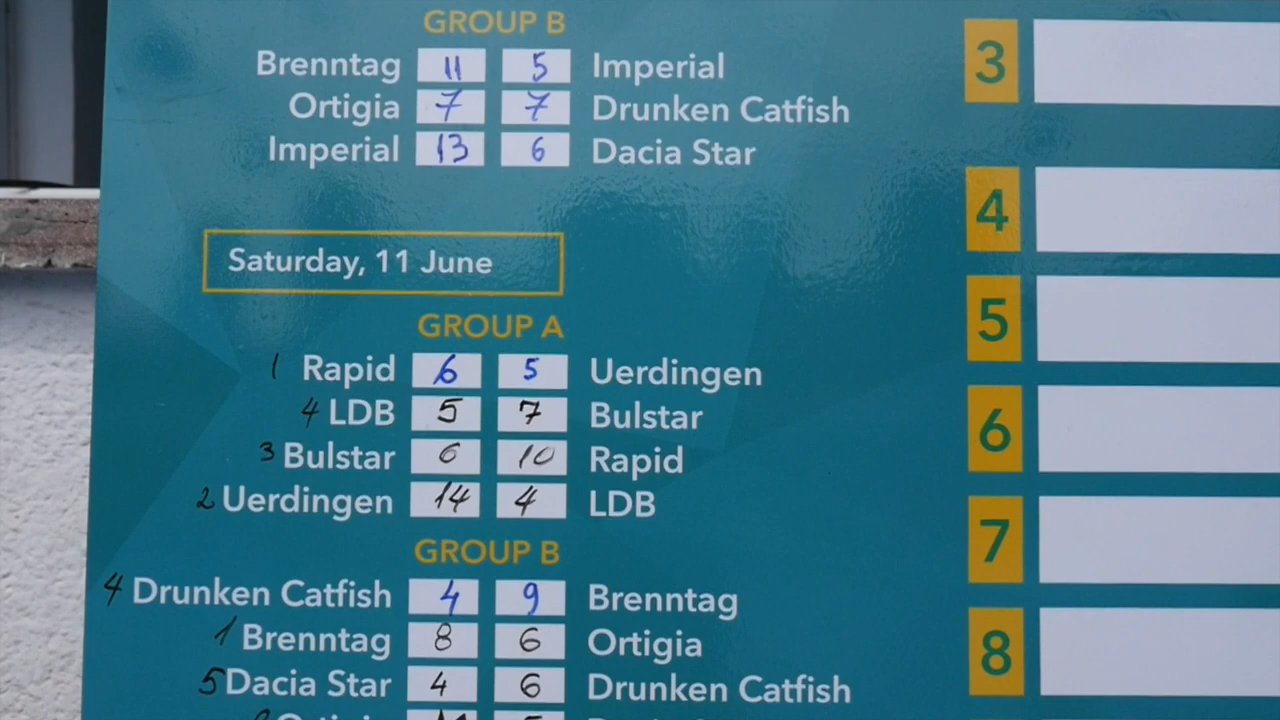 GROUP B
Brenntag 11 5 Imperial
Ortigia 7 7 Drunken Catfish
Imperial 13 6 Dacia Star
Saturday, 11 June
GROUP A
1 Rapid 6 5 Uerdingen
4 LDB 5 7 Bulstar
3 Bulstar 6 10 Rapid
2 Uerdingen 14 4 LDB
GROUP B
4 Drunken Catfish 4 9 Brenntag
1 Brenntag 8 6 Ortigia
5 Dacia Star 4 6 Drunken Catfish
3
4
5
6
7
8